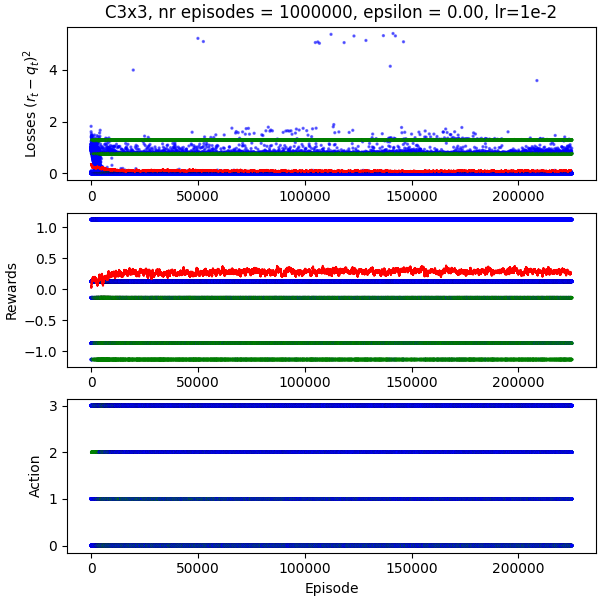 C3x3, nr episodes = 1000000, epsilon = 0.00, lr=1e-2
Losses (r_t − q_t)^2
4
2
0
0 50000 100000 150000 200000
Rewards
1.0
0.5
0.0
−0.5
−1.0
0 50000 100000 150000 200000
Action
3
2
1
0
0 50000 100000 150000 200000
Episode